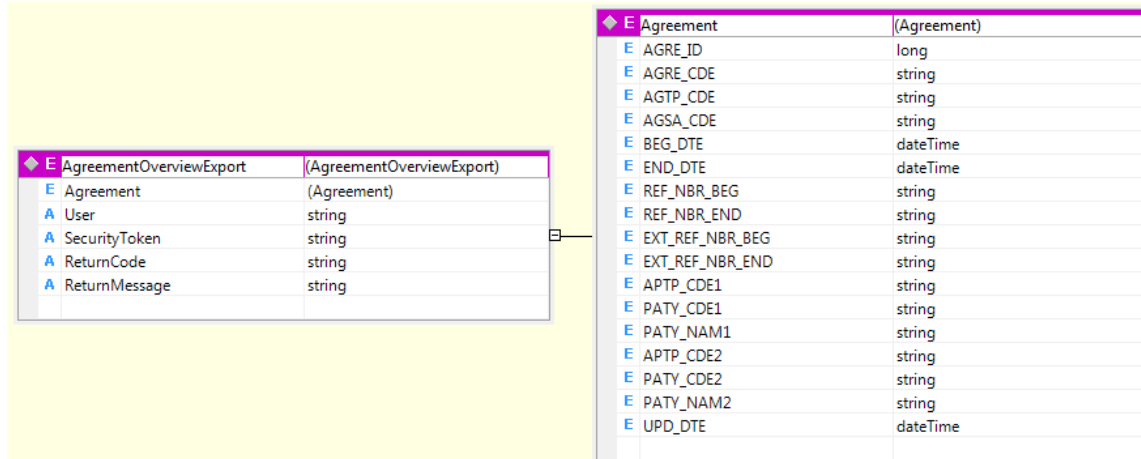 E AgreementOverviewExport (AgreementOverviewExport)
E Agreement (Agreement)
A User string
A SecurityToken string
A ReturnCode string
A ReturnMessage string
E Agreement (Agreement)
E AGRE_ID long
E AGRE_CDE string
E AGTP_CDE string
E AGSA_CDE string
E BEG_DTE dateTime
E END_DTE dateTime
E REF_NBR_BEG string
E REF_NBR_END string
E EXT_REF_NBR_BEG string
E EXT_REF_NBR_END string
E APTP_CDE1 string
E PATY_CDE1 string
E PATY_NAM1 string
E APTP_CDE2 string
E PATY_CDE2 string
E PATY_NAM2 string
E UPD_DTE dateTime